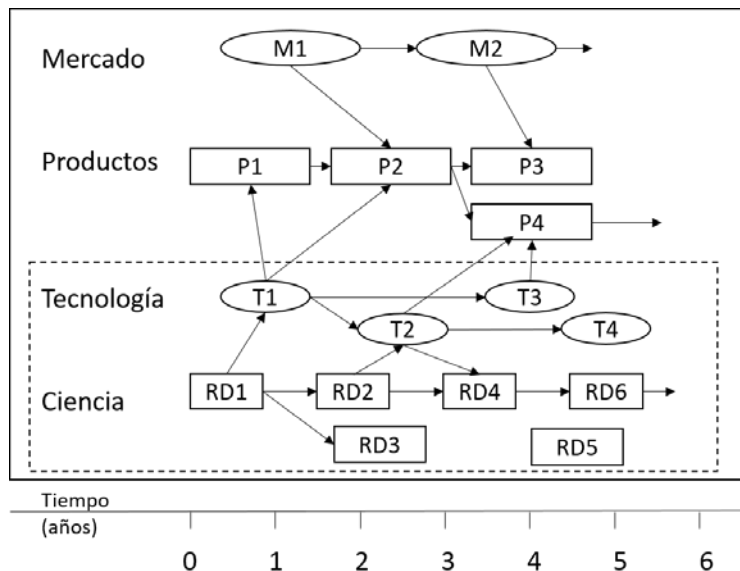 Mercado
M1
M2
Productos
P1
P2
P3
P4
Tecnología
T1
T3
T2
T4
Ciencia
RD1
RD2
RD4
RD6
RD3
RD5
Tiempo
(años)
0 1 2 3 4 5 6